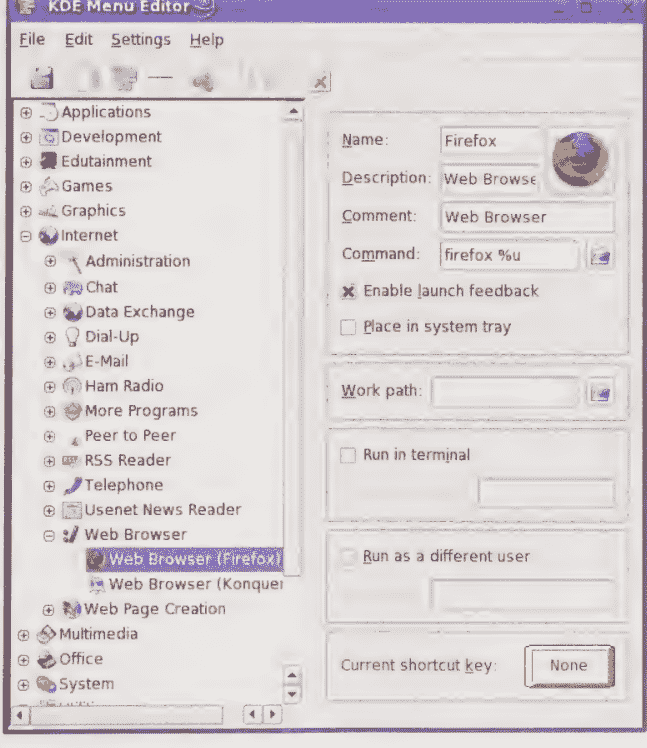 KDE Menu Editor
File Edit Settings Help
Applications
Development
Edutainment
Games
Graphics
Internet
Administration
Chat
Data Exchange
Dial-Up
E-Mail
Ham Radio
More Programs
Peer to Peer
RSS Reader
Telephone
Usenet News Reader
Web Browser
Web Browser (Firefox)
Web Browser (Konquer
Web Page Creation
Multimedia
Office
System
Name: Firefox
Description: Web Browse
Comment: Web Browser
Command: firefox %u
Enable launch feedback
Place in system tray
Work path:
Run in terminal
Run as a different user
Current shortcut key: None